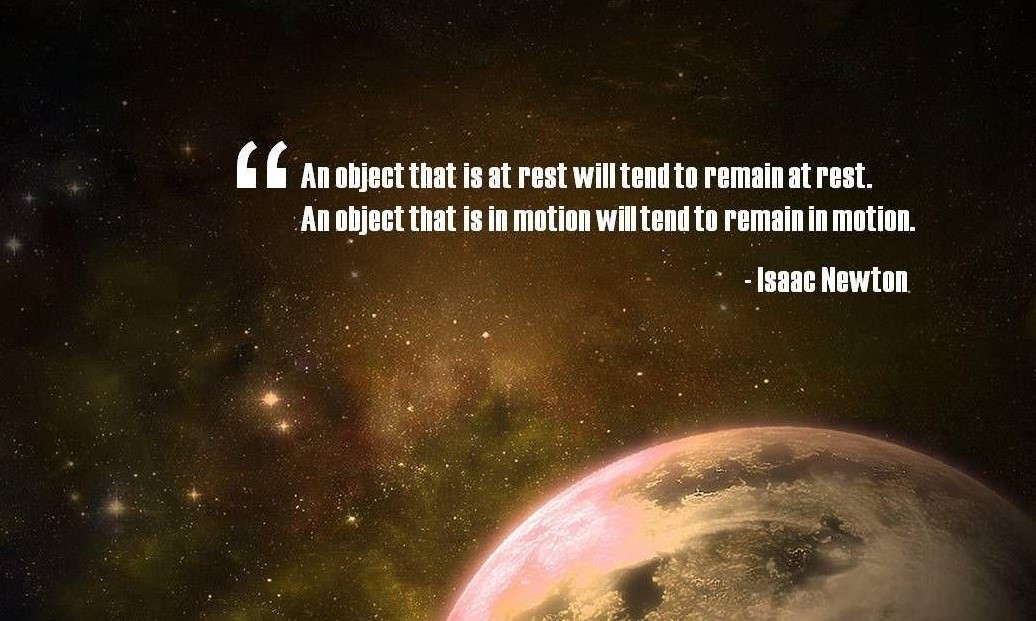 “ An object that is at rest will tend to remain at rest.
An object that is in motion will tend to remain in motion.
- Isaac Newton